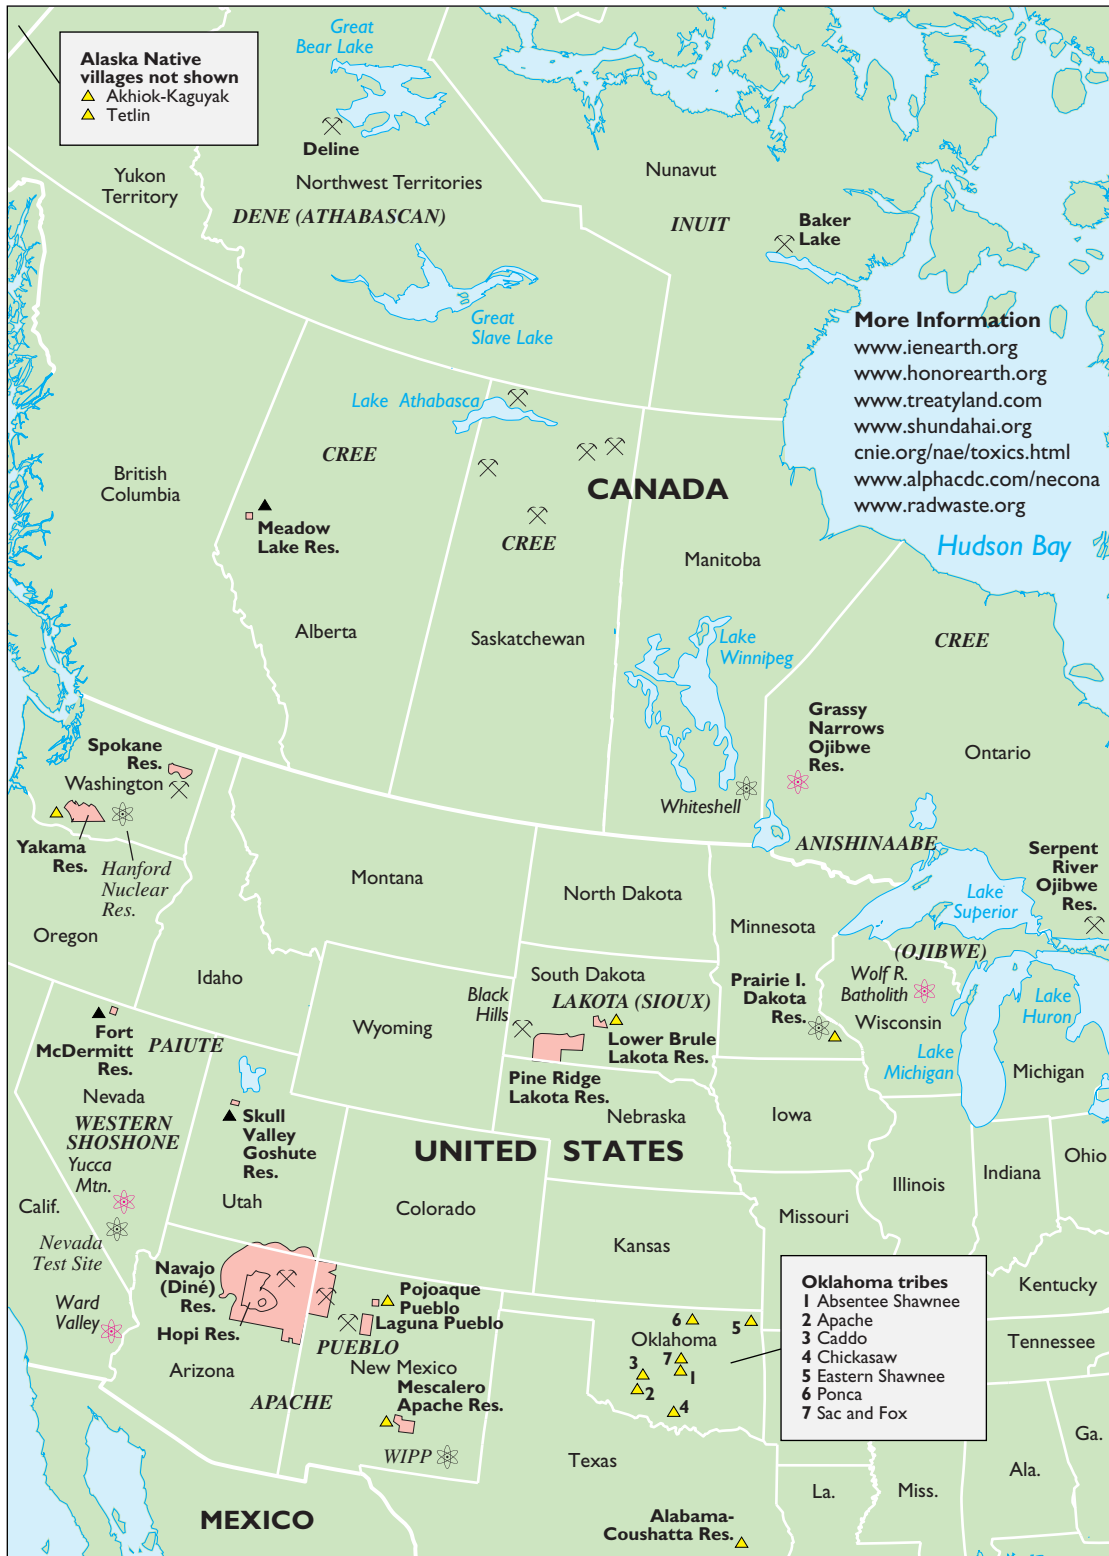 Great
Bear Lake
Alaska Native
villages not shown
Akhiok-Kaguyak
Tetlin
Deline
Yukon
Territory
Northwest Territories
DENE (ATHABASCAN)
Nunavut
INUIT
Baker
Lake
Great
Slave Lake
More Information
www.ienearth.org
www.honorearth.org
www.treatyland.com
www.shundahai.org
cnie.org/nae/toxics.html
www.alphacdc.com/necona
www.radwaste.org
Hudson Bay
Lake Athabasca
CREE
British
Columbia
CANADA
Meadow
Lake Res.
CREE
Manitoba
Alberta
Saskatchewan
Lake
Winnipeg
CREE
Grassy
Narrows
Ojibwe
Res.
Ontario
Spokane
Res.
Washington
Whiteshell
Yakama
Res.
Hanford
Nuclear
Res.
ANISHINAABE
Serpent
River
Ojibwe
Res.
Montana
North Dakota
Lake
Superior
Minnesota
Oregon
(OJIBWE)
Idaho
South Dakota
LAKOTA (SIOUX)
Black
Hills
Prairie I.
Dakota
Res.
Wolf R.
Batholith
Lake
Huron
Wyoming
Wisconsin
Fort
McDermitt
Res.
PAIUTE
Lower Brule
Lakota Res.
Lake
Michigan
Michigan
Pine Ridge
Lakota Res.
Nevada
Nebraska
Iowa
WESTERN
SHOSHONE
Skull
Valley
Goshute
Res.
UNITED STATES
Ohio
Indiana
Illinois
Yucca
Mtn.
Calif.
Utah
Colorado
Missouri
Nevada
Test Site
Kansas
Navajo
(Diné)
Res.
Hopi Res.
Pojoaque
Pueblo
Laguna Pueblo
PUEBLO
Ward
Valley
Kentucky
Oklahoma tribes
1 Absentee Shawnee
2 Apache
3 Caddo
4 Chickasaw
5 Eastern Shawnee
6 Ponca
7 Sac and Fox
6
5
Oklahoma
7
3
1
2
4
Tennessee
Arizona
New Mexico
Mescalero
Apache Res.
APACHE
WIPP
Texas
Ga.
Ala.
La.
Miss.
MEXICO
Alabama-
Coushatta Res.